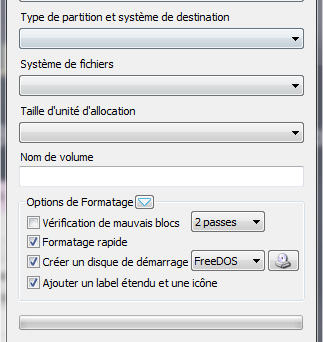 Type de partition et système de destination
Système de fichiers
Taille d'unité d'allocation
Nom de volume
Options de Formatage
Vérification de mauvais blocs 2 passes
Formatage rapide
Créer un disque de démarrage FreeDOS
Ajouter un label étendu et une icône